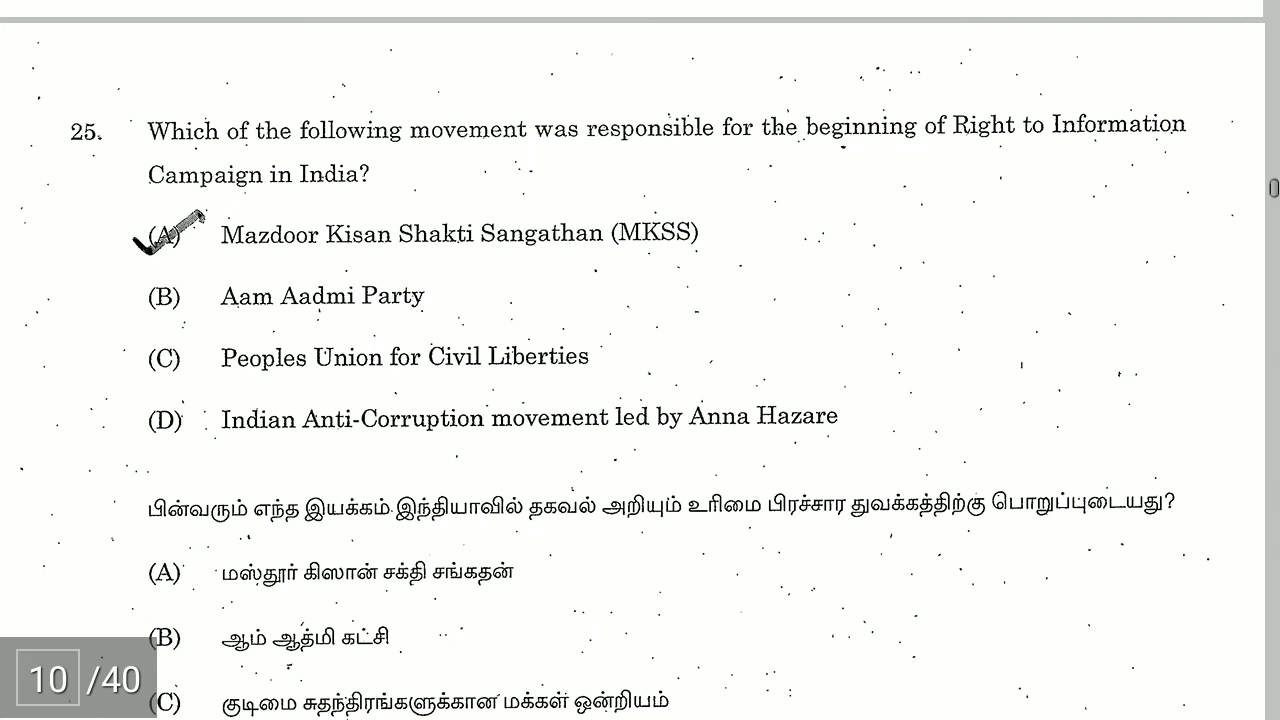 25. Which of the following movement was responsible for the beginning of Right to Information
Campaign in India?
(A) Mazdoor Kisan Shakti Sangathan (MKSS)
(B) Aam Aadmi Party
(C) Peoples Union for Civil Liberties
(D) Indian Anti-Corruption movement led by Anna Hazare
பின்வரும் எந்த இயக்கம் இந்தியாவில் தகவல் அறியும் உரிமை பிரச்சார துவக்கத்திற்கு பொறுப்புடையது?
(A) மஸ்தூர் கிஸான் சக்தி சங்கதன்
(B) ஆம் ஆத்மி கட்சி
(C) குடிமை சுதந்திரங்களுக்கான மக்கள் ஒன்றியம்
10 /40